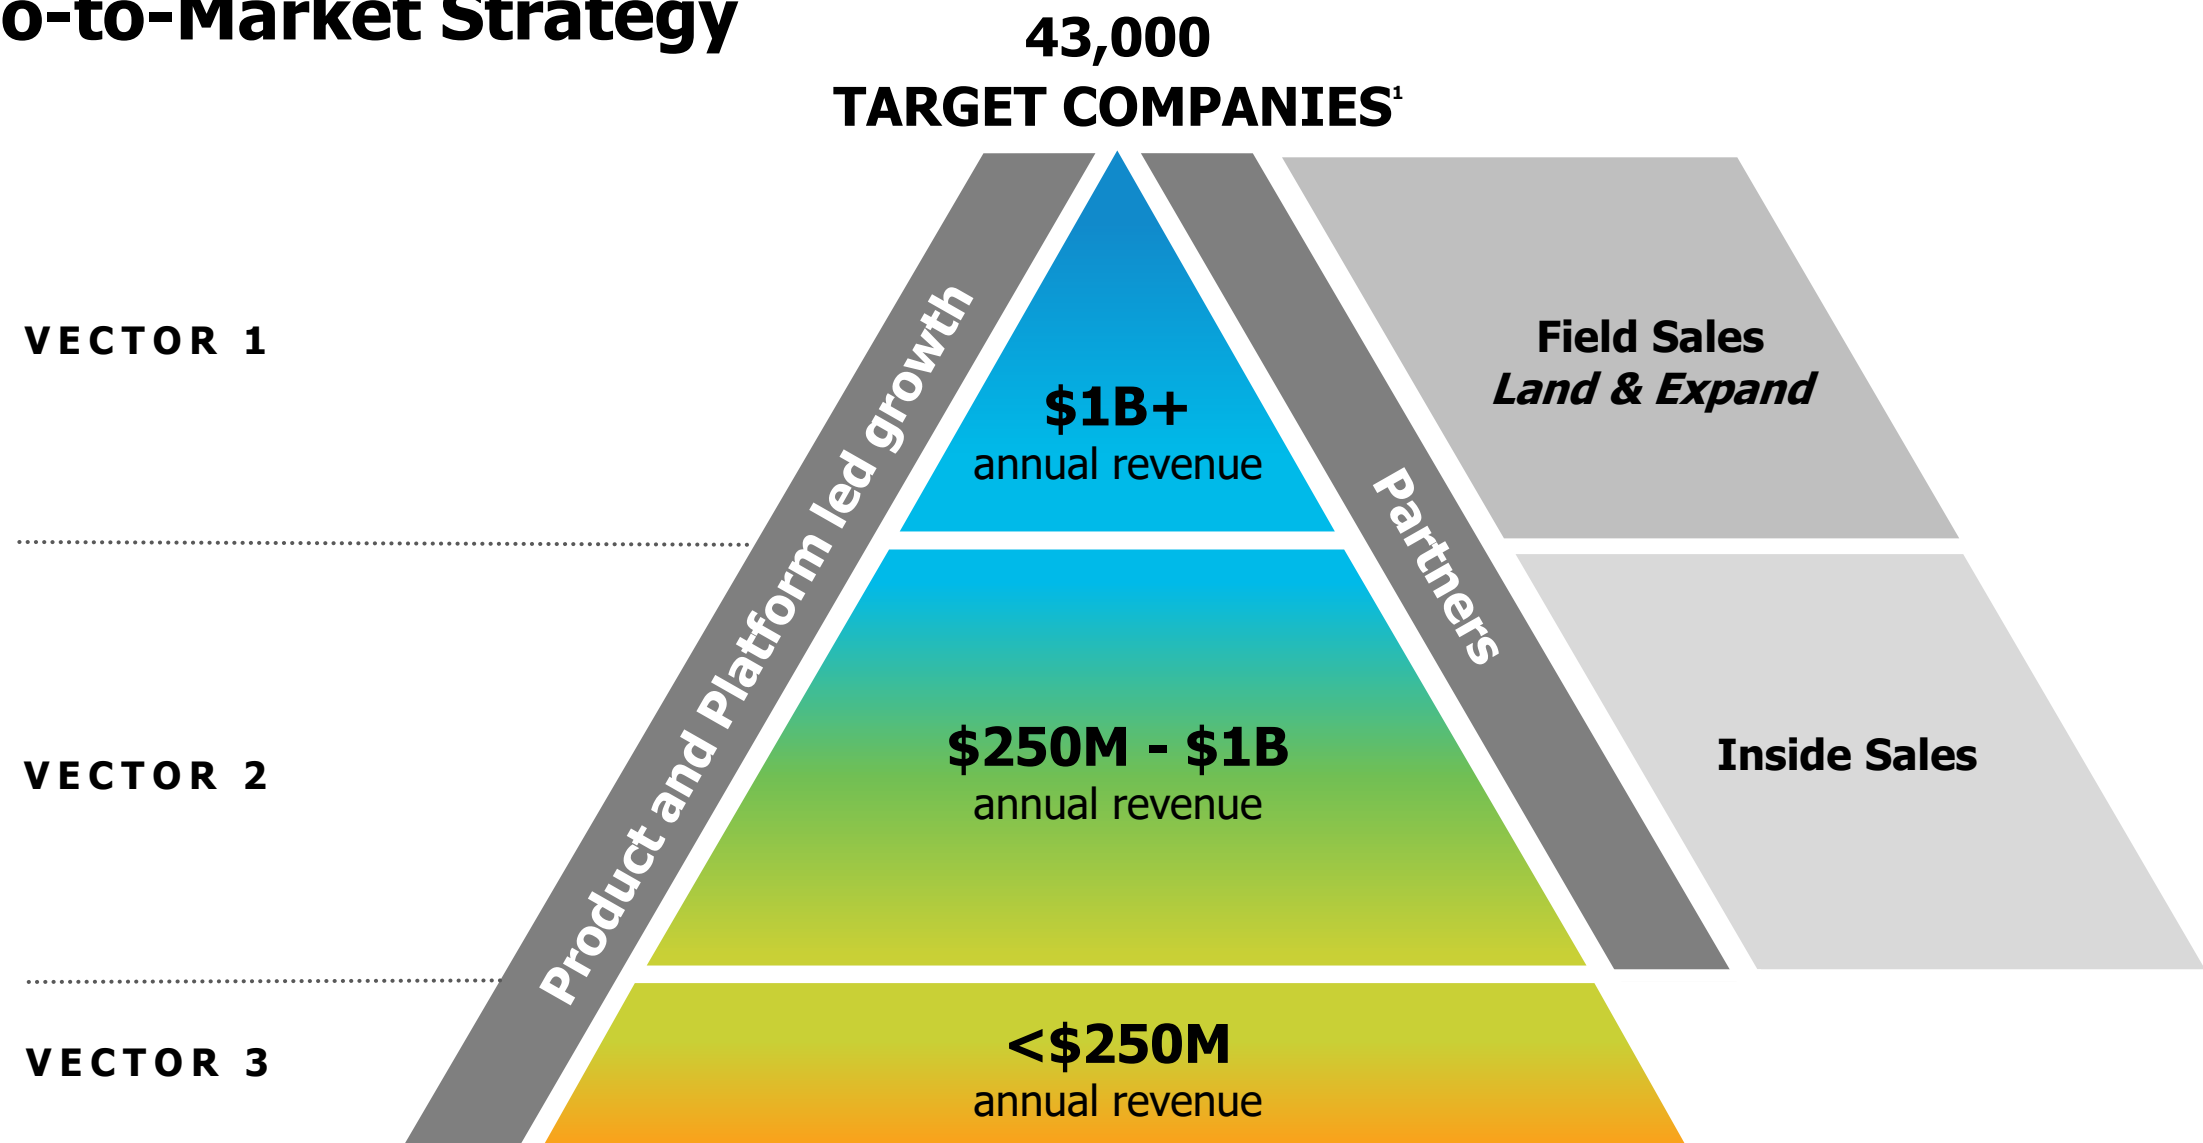 o-to-Market Strategy
43,000
TARGET COMPANIES¹
VECTOR 1
Product and Platform led growth
$1B+
annual revenue
Partners
Field Sales
Land & Expand
VECTOR 2
$250M - $1B
annual revenue
Inside Sales
VECTOR 3
<$250M
annual revenue